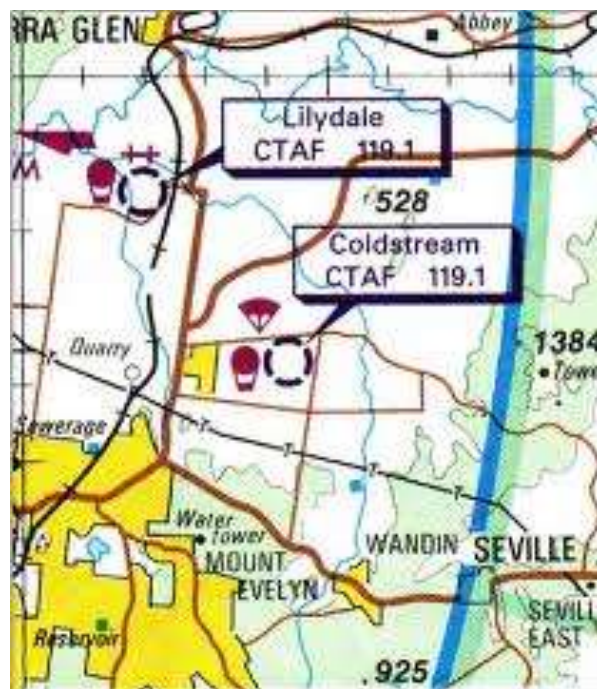 RRA GLEN
Abbey
Lilydale
CTAF 119.1
528
Coldstream
CTAF 119.1
M
Quarry
1384
Tower
T
T
Sewerage
T
T
T
Water
tower
MOUNT
EVELYN
WANDIN
SEVILLE
SEVILL
EAST
Reservoir
.925